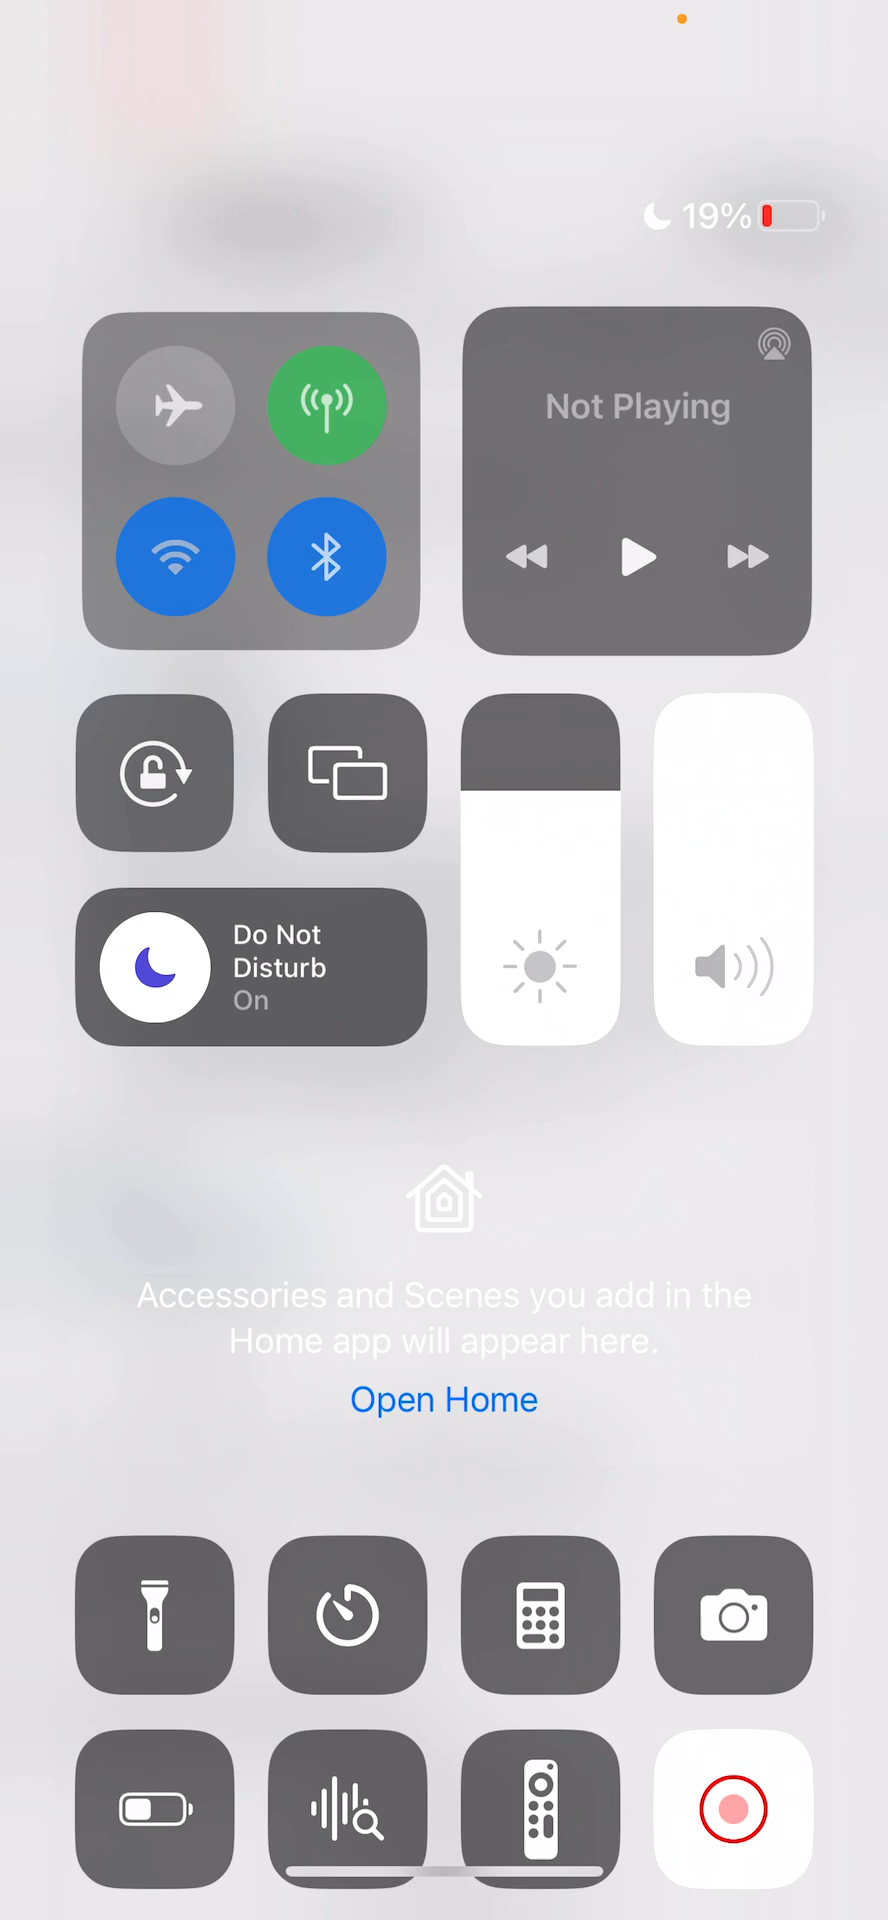 19%
Not Playing
Do Not
Disturb
On
Accessories and Scenes you add in the
Home app will appear here.
Open Home